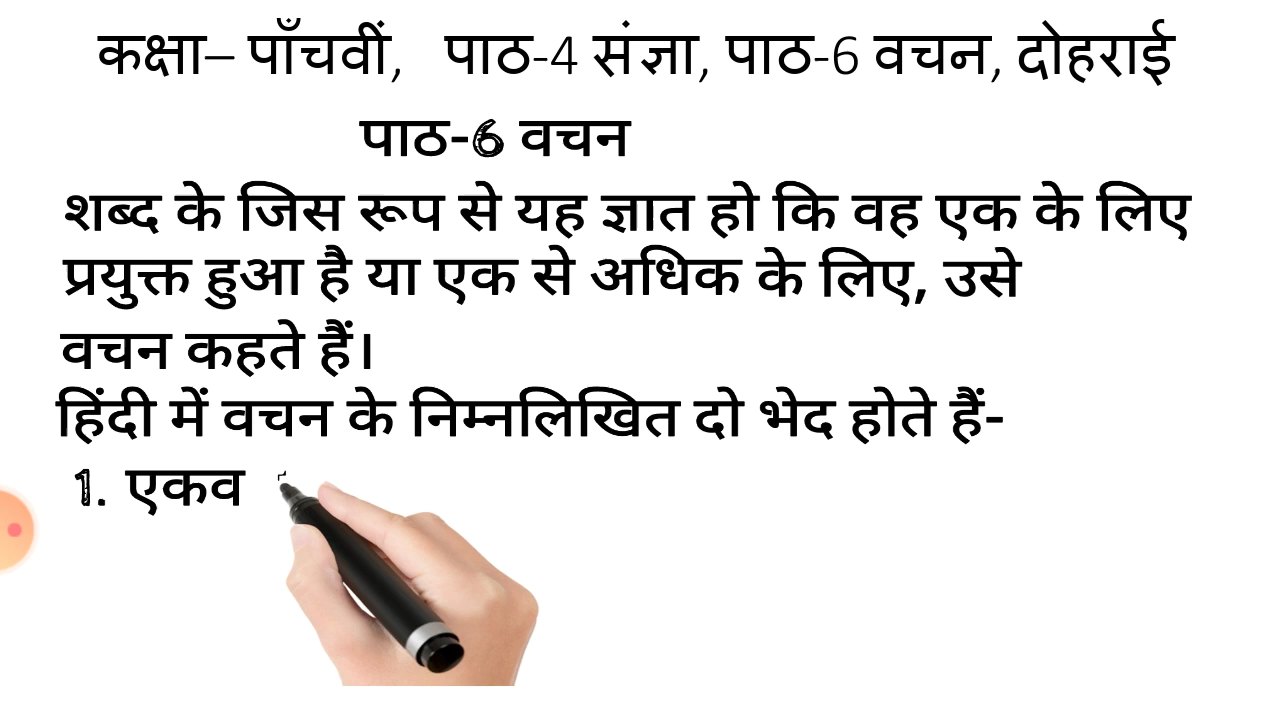 कक्षा– पाँचवीं, पाठ-4 संज्ञा, पाठ-6 वचन, दोहराई
पाठ-6 वचन
शब्द के जिस रूप से यह ज्ञात हो कि वह एक के लिए
प्रयुक्त हुआ है या एक से अधिक के लिए, उसे
वचन कहते हैं।
हिंदी में वचन के निम्नलिखित दो भेद होते हैं-
1. एकव